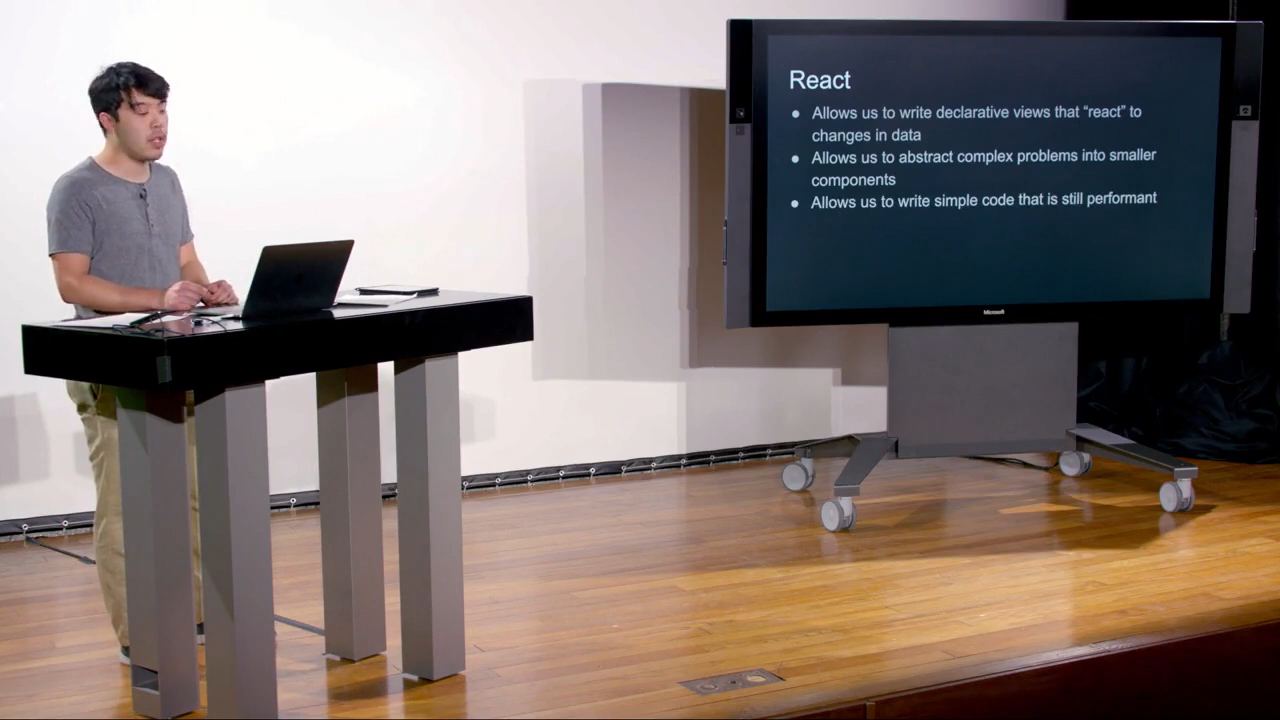 React
● Allows us to write declarative views that “react” to
changes in data
● Allows us to abstract complex problems into smaller
components
● Allows us to write simple code that is still performant
Microsoft